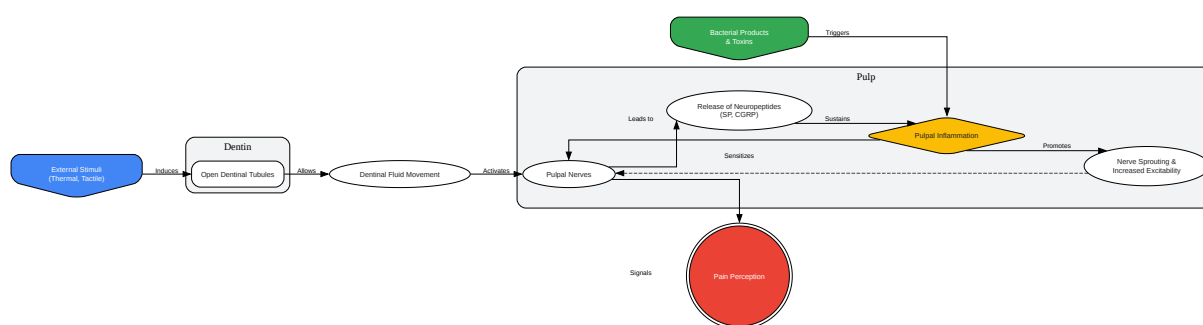 Bacterial Products
& Toxins
Triggers
Pulp
Release of Neuropeptides
(SP, CGRP)
Leads to
Sustains
Pulpal Inflammation
Dentin
Promotes
Sensitizes
External Stimuli
(Thermal, Tactile)
Induces
Open Dentinal Tubules
Allows
Dentinal Fluid Movement
Activates
Pulpal Nerves
Nerve Sprouting &
Increased Excitability
Signals
Pain Perception